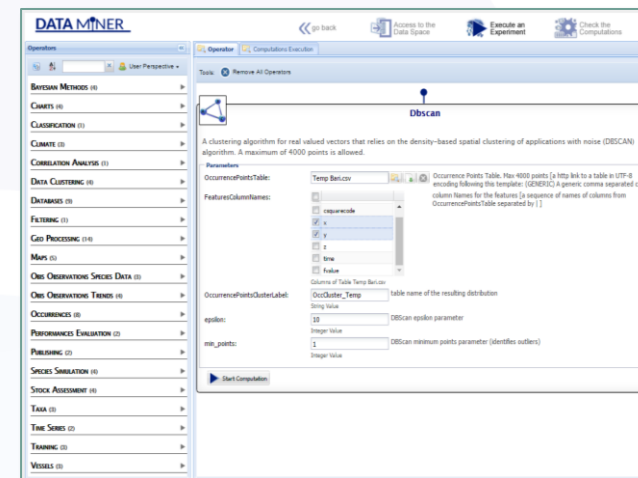 DATA MINER
go back
Access to the Data Space
Execute an Experiment
Check the Computations
Operators
User Perspective
BAYESIAN METHODS (4)
CHARTS (4)
CLASSIFICATION (1)
CLIMATE (3)
CORRELATION ANALYSIS (1)
DATA CLUSTERING (4)
DATABASES (5)
FILTERING (1)
GEO PROCESSING (14)
MAPS (5)
OBIS OBSERVATIONS SPECIES DATA (3)
OBIS OBSERVATIONS TRENDS (4)
OCCURRENCES (8)
PERFORMANCES EVALUATION (2)
PUBLISHING (2)
SPECIES SIMULATION (4)
STOCK ASSESSMENT (4)
TAXA (3)
TIME SERIES (2)
TRAINING (3)
VESSELS (3)
Operator
Computations Execution
Tools: Remove All Operators
Dbscan
A clustering algorithm for real valued vectors that relies on the density-based spatial clustering of applications with noise (DBSCAN)
algorithm. A maximum of 4000 points is allowed.
Parameters
OccurrencePointsTable:
Temp Bari.csv
Occurrence Points Table. Max 4000 points [a http link to a table in UTF-8
encoding following this template: (GENERIC) A generic comma separated
FeaturesColumnNames:
column Names for the features [a sequence of names of columns from
OccurrencePointsTable separated by | ]
csquarecode
x
y
z
time
fvalue
Columns of Table Temp Bari.csv
OccurrencePointsClusterLabel:
OccCluster_Temp
table name of the resulting distribution
String Value
epsilon:
10
DBScan epsilon parameter
Integer Value
min_points:
1
DBScan minimum points parameter (identifies outliers)
Integer Value
Start Computation